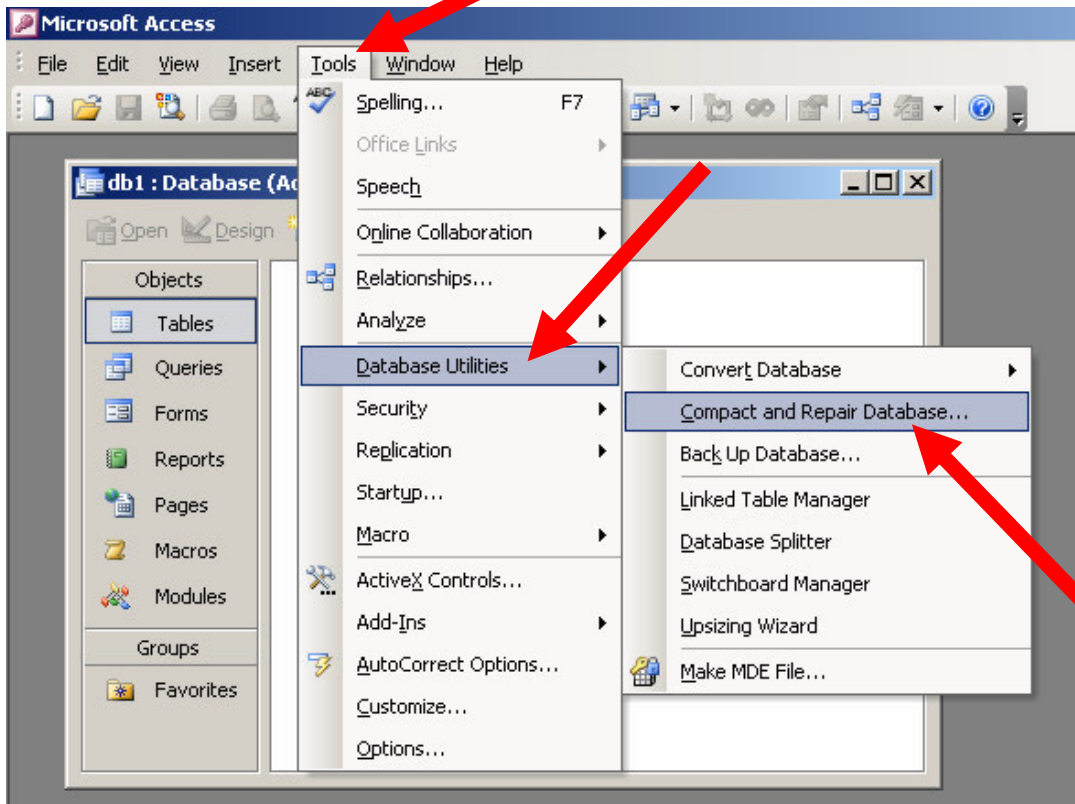 Microsoft Access
File Edit View Insert Tools Window Help
ABC Spelling... F7
Office Links
db1 : Database (Ac
Speech
Open Design
Online Collaboration
Objects
Relationships...
Tables
Analyze
Queries
Database Utilities
Convert Database
Forms
Security
Compact and Repair Database...
Reports
Replication
Back Up Database...
Pages
Startup...
Linked Table Manager
Macros
Macro
Database Splitter
Modules
ActiveX Controls...
Switchboard Manager
Groups
Add-Ins
Upsizing Wizard
Favorites
AutoCorrect Options...
Make MDE File...
Customize...
Options...